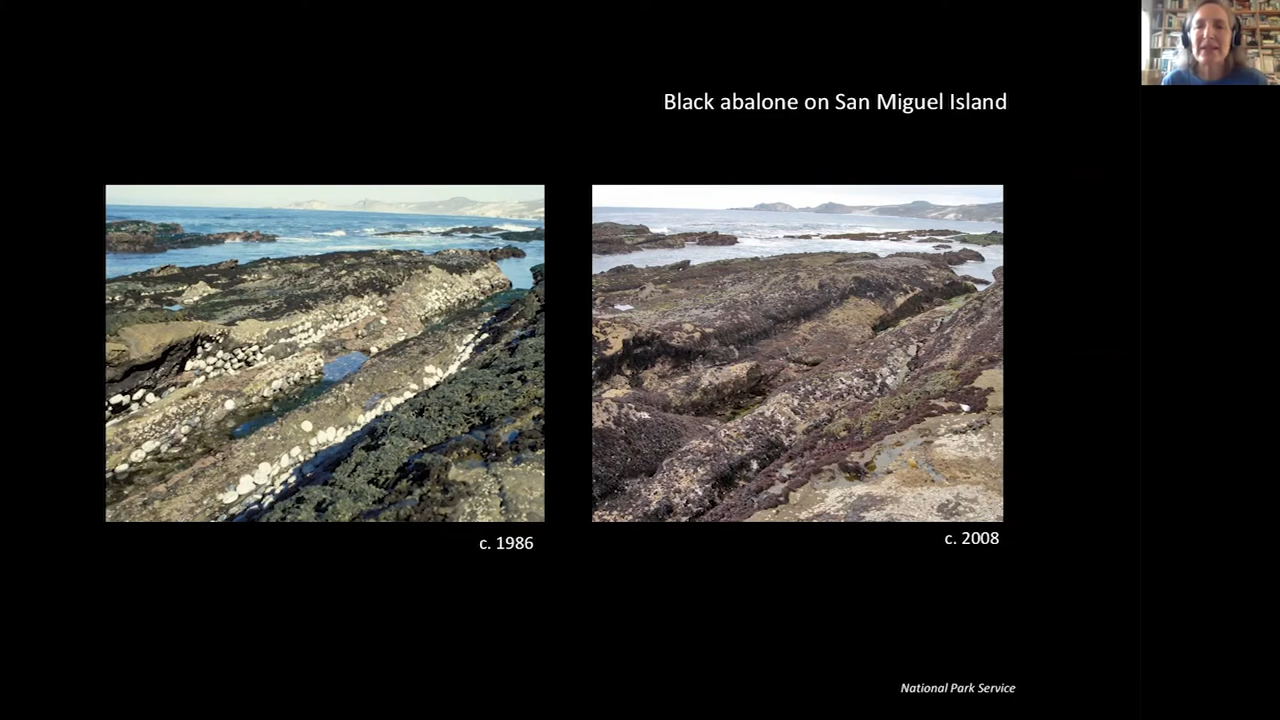 Black abalone on San Miguel Island
c. 1986
c. 2008
National Park Service